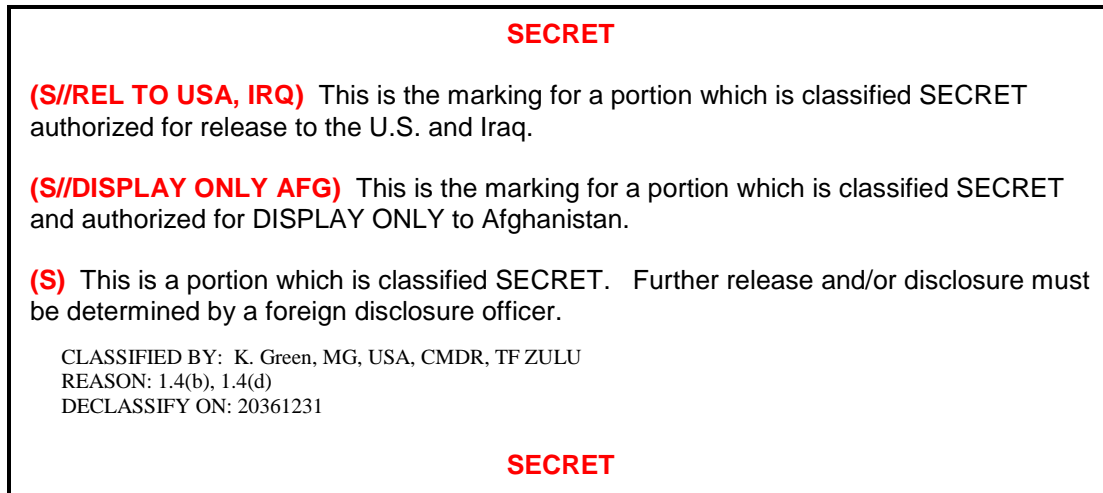 SECRET
(S//REL TO USA, IRQ) This is the marking for a portion which is classified SECRET
authorized for release to the U.S. and Iraq.
(S//DISPLAY ONLY AFG) This is the marking for a portion which is classified SECRET
and authorized for DISPLAY ONLY to Afghanistan.
(S) This is a portion which is classified SECRET. Further release and/or disclosure must
be determined by a foreign disclosure officer.
CLASSIFIED BY: K. Green, MG, USA, CMDR, TF ZULU
REASON: 1.4(b), 1.4(d)
DECLASSIFY ON: 20361231
SECRET